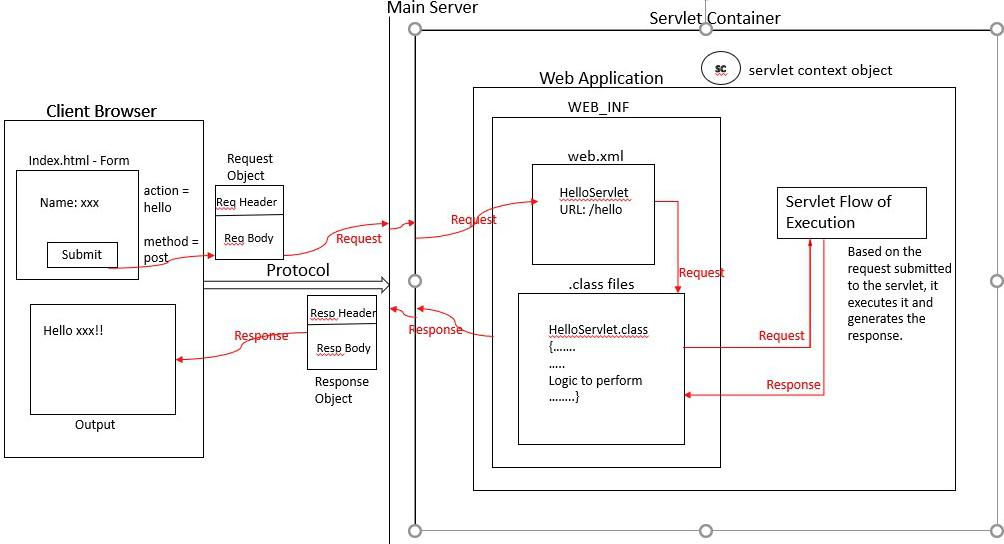 Main Server
Servlet Container
sc
servlet context object
Web Application
Client Browser
WEB_INF
Index.html - Form
Name: xxx
Submit
action =
hello
method =
post
Request
Object
Req Header
Req Body
Request
Request
web.xml
HelloServlet
URL: /hello
Request
Servlet Flow of
Execution
Based on the
request submitted
to the servlet, it
executes it and
generates the
response.
Protocol
.class files
HelloServlet.class
{.......
.....
Logic to perform
........}
Request
Response
Response
Resp Header
Resp Body
Response
Object
Response
Hello xxx!!
Output